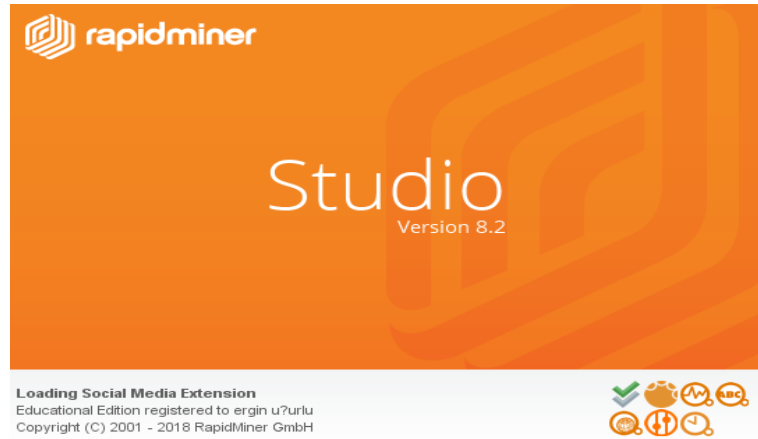 rapidminer
Studio
Version 8.2
Loading Social Media Extension
Educational Edition registered to ergin u?urlu
Copyright (C) 2001 - 2018 RapidMiner GmbH
ABC